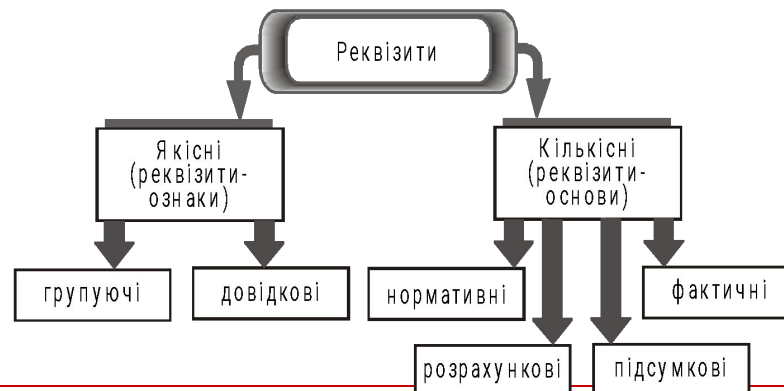 Реквізити
Якісні
(реквізити-
ознаки)
Кількісні
(реквізити-
основи)
групуючі
довідкові
нормативні
фактичні
розрахункові
підсумкові